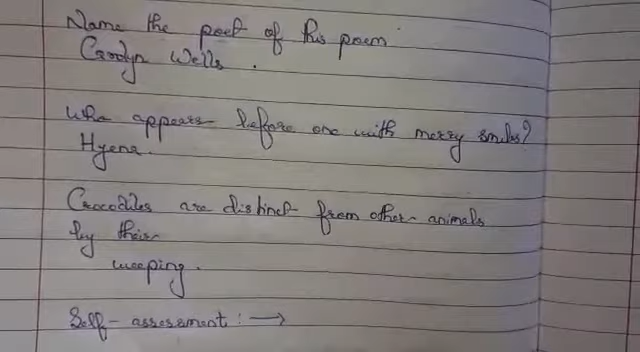 Name the poet of this poem
Carolyn Wells.
Who appears before one with merry smiles?
Hyena.
Crocodiles are distinct from other animals
by their
weeping.
Self-assessment: →